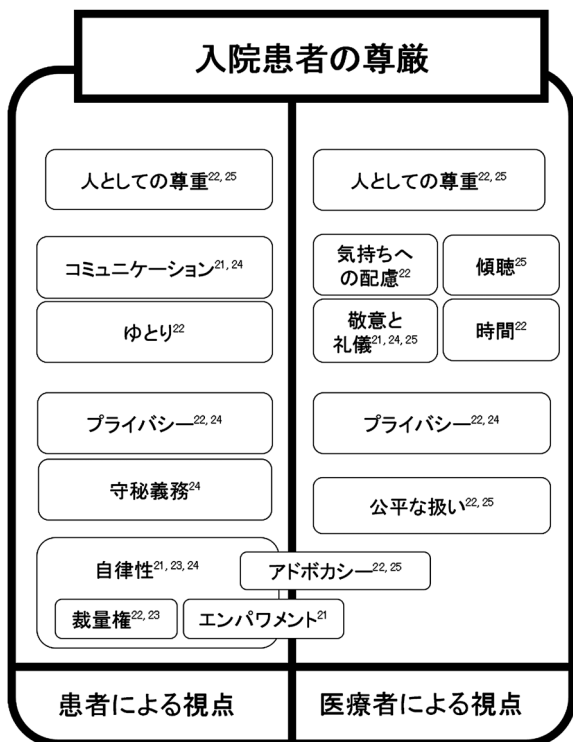 入院患者の尊厳
人としての尊重22, 25
コミュニケーション21, 24
ゆとり22
プライバシー22, 24
守秘義務24
自律性21, 23, 24
裁量権22, 23
エンパワメント21
アドボカシー22, 25
人としての尊重22, 25
気持ちへ
の配慮22
傾聴25
敬意と
礼儀21, 24, 25
時間22
プライバシー22, 24
公平な扱い22, 25
患者による視点
医療者による視点